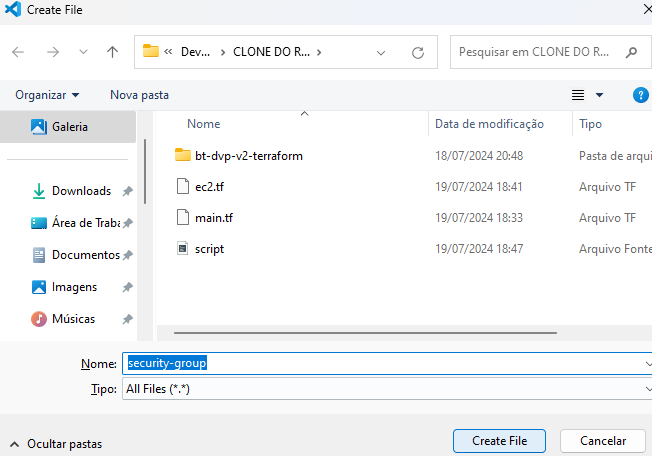 Create File
Dev... CLONE DO R...
Pesquisar em CLONE DO R...
Organizar Nova pasta
Galeria
Downloads
Área de Traba
Documentos
Imagens
Músicas
Nome Data de modificação Tipo
bt-dvp-v2-terraform 18/07/2024 20:48 Pasta de arqui
ec2.tf 19/07/2024 18:41 Arquivo TF
main.tf 19/07/2024 18:33 Arquivo TF
script 19/07/2024 18:47 Arquivo Fonte
Nome: security-group
Tipo: All Files (*.*)
Ocultar pastas
Create File Cancelar